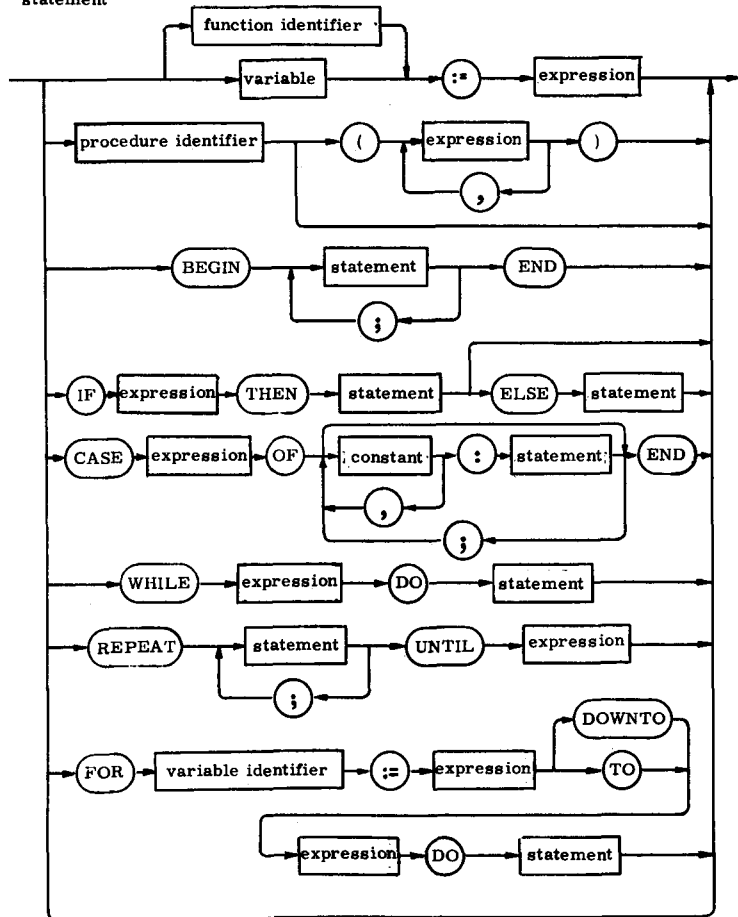 statement
function identifier
variable := expression
procedure identifier ( expression )
,
BEGIN statement END
;
IF expression THEN statement ELSE statement
CASE expression OF constant : statement END
,
;
WHILE expression DO statement
REPEAT statement UNTIL expression
;
DOWNTO
FOR variable identifier := expression TO
expression DO statement